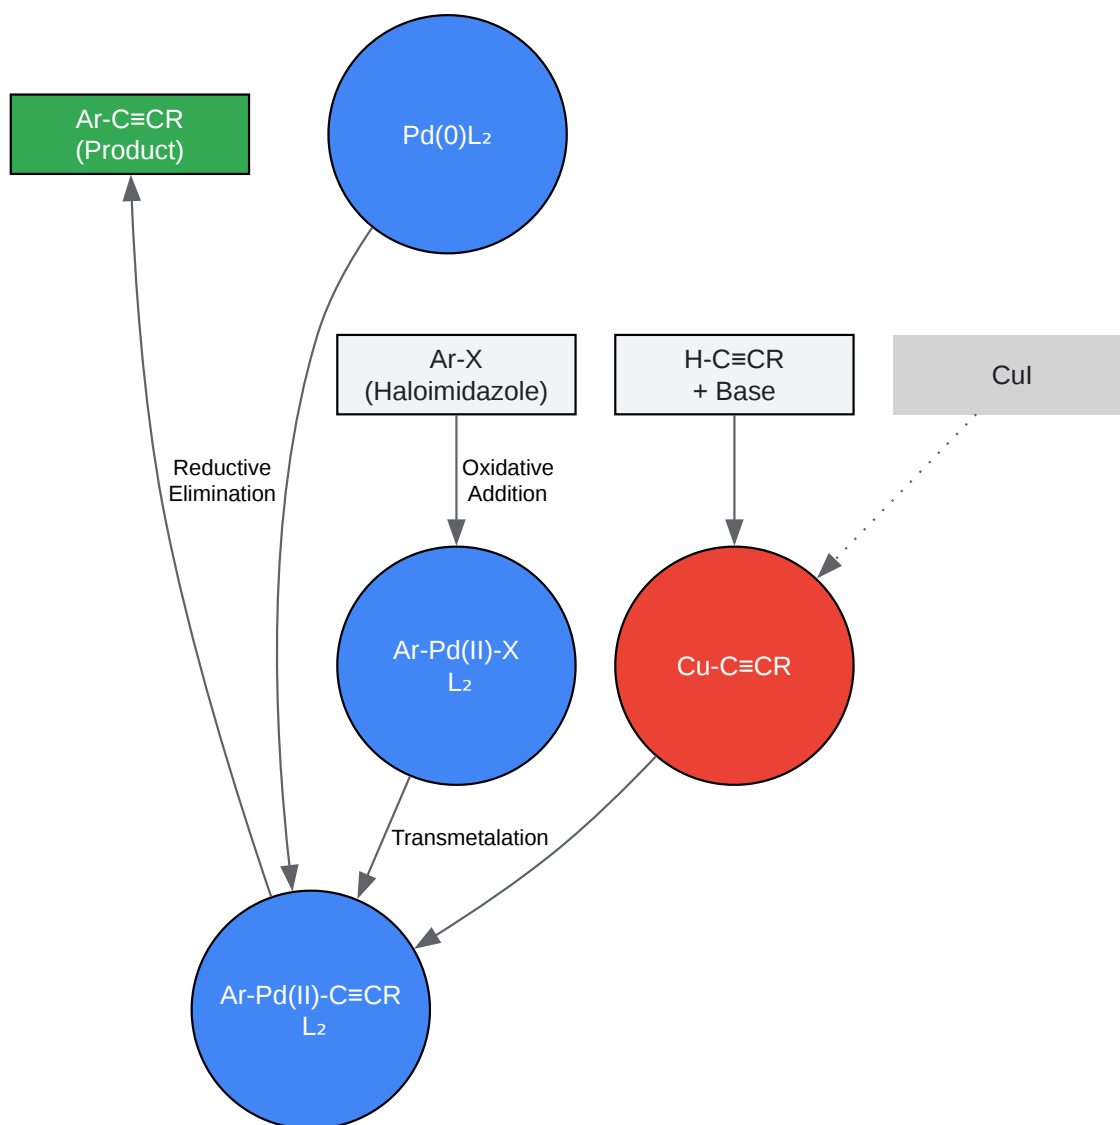 Ar-C≡CR
(Product)
Pd(0)L₂
Ar-X
(Haloimidazole)
H-C≡CR
+ Base
CuI
Reductive
Elimination
Oxidative
Addition
Ar-Pd(II)-X
L₂
Cu-C≡CR
Transmetalation
Ar-Pd(II)-C≡CR
L₂